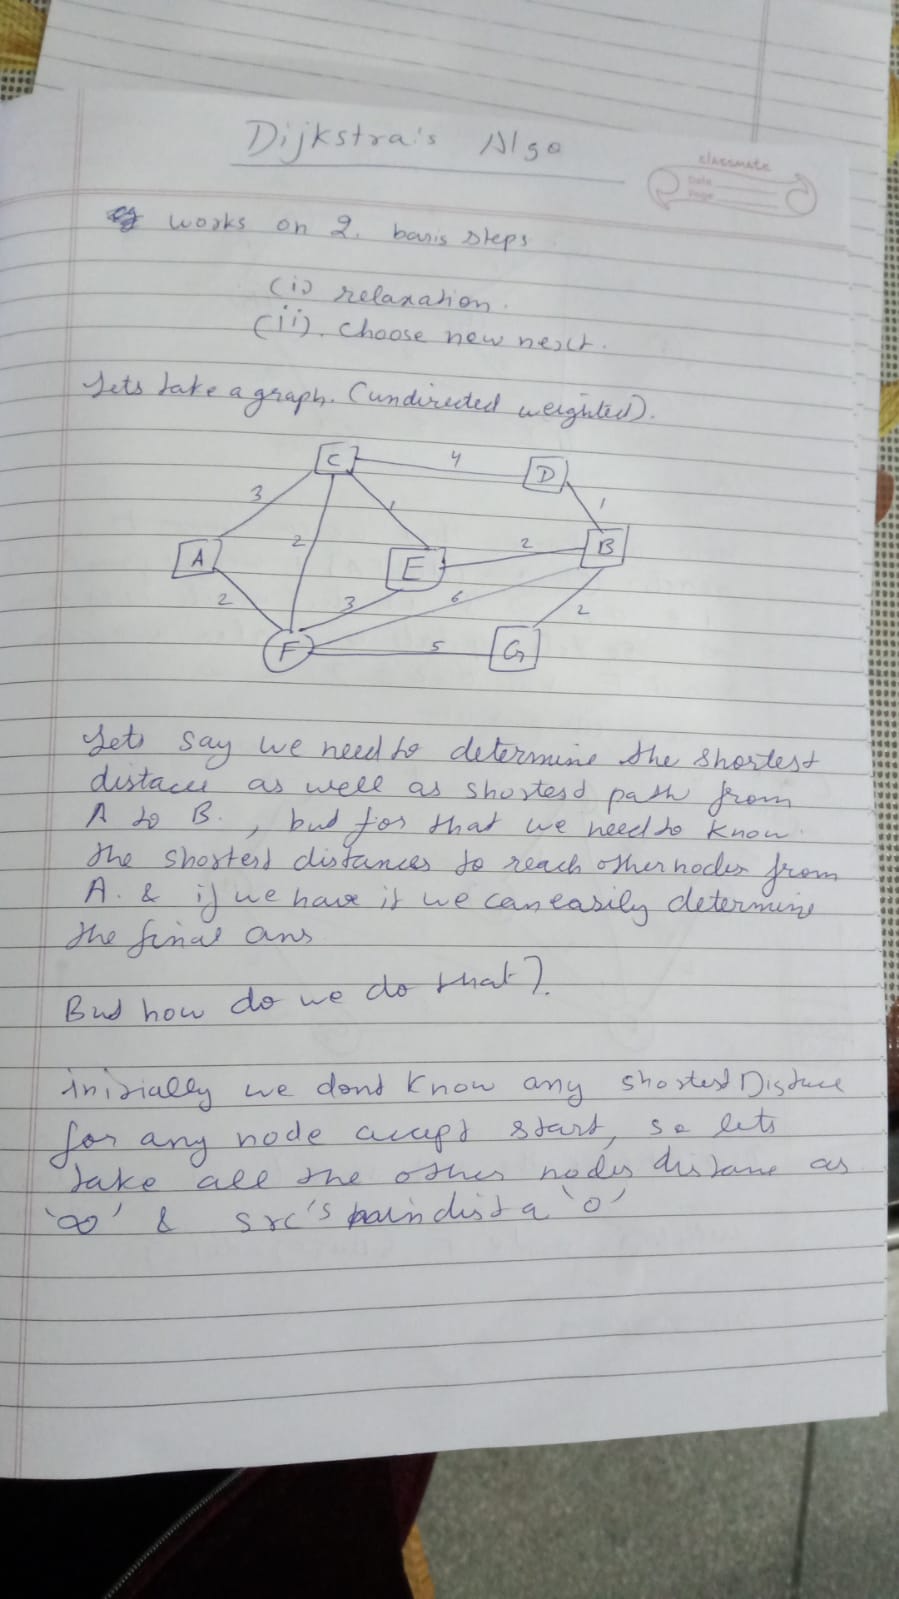 Dijkstra's Algo
classmate
Date
Page
works on 2. basis steps
(i) relaxation.
(ii). Choose new next.
Lets take a graph. (undirected weighted).
C 4 D
3 1 1
A 2 E 2 B
2 3 6 2
F 5 G
Lets say we need to determine the shortest
distace as well as shortest path from
A to B. , but for that we need to know
the shortest distances to reach other nodes from
A. & if we have it we can easily determine
the final ans
But how do we do that?
initially we dont know any shortest Distace
for any node accept start, so lets
take all the other nodes distane as
'∞' & src's dist a '0'